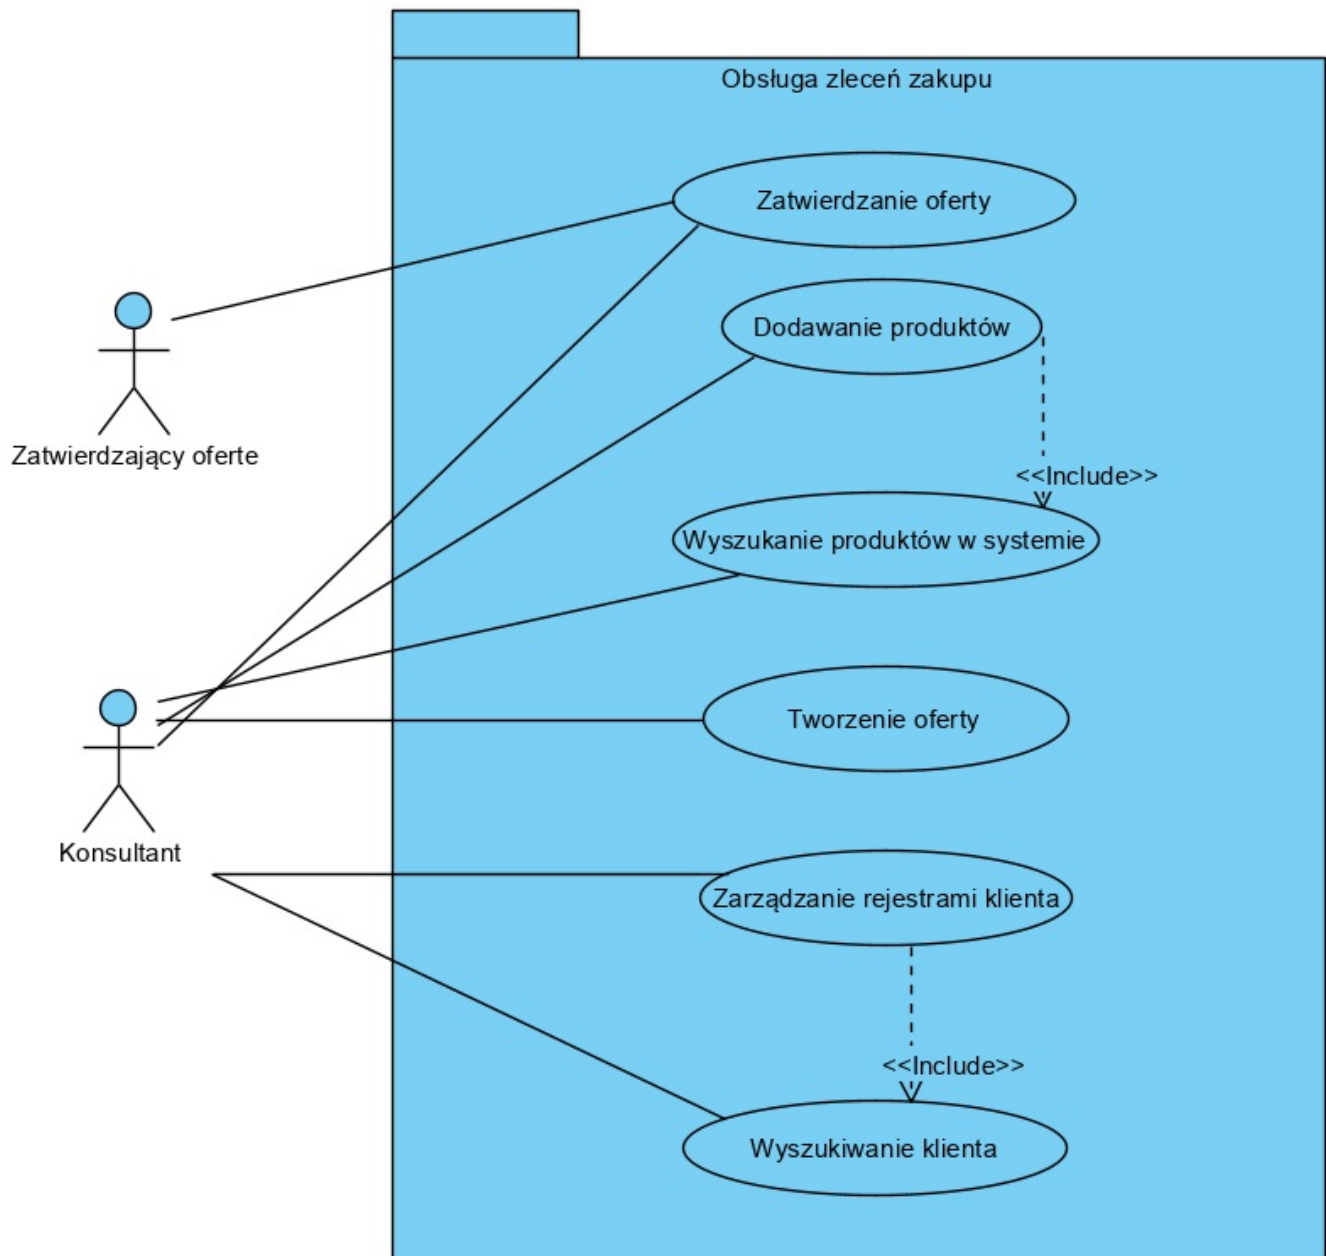 Obsługa zleceń zakupu
Zatwierdzanie oferty
Dodawanie produktów
Zatwierdzający oferte
<<Include>>
Wyszukanie produktów w systemie
Tworzenie oferty
Konsultant
Zarządzanie rejestrami klienta
<<Include>>
Wyszukiwanie klienta